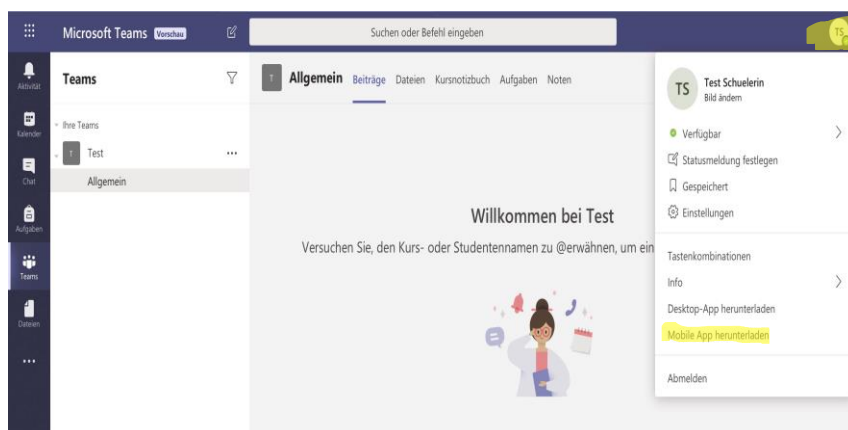 Microsoft Teams Vorschau
Suchen oder Befehl eingeben
TS
Aktivität
Kalender
Chat
Aufgaben
Teams
Dateien
Teams
Ihre Teams
T Test
Allgemein
T Allgemein Beiträge Dateien Kursnotizbuch Aufgaben Noten
Willkommen bei Test
Versuchen Sie, den Kurs- oder Studentennamen zu @erwähnen, um ein
TS Test Schuelerin
Bild ändern
Verfügbar
Statusmeldung festlegen
Gespeichert
Einstellungen
Tastenkombinationen
Info
Desktop-App herunterladen
Mobile App herunterladen
Abmelden